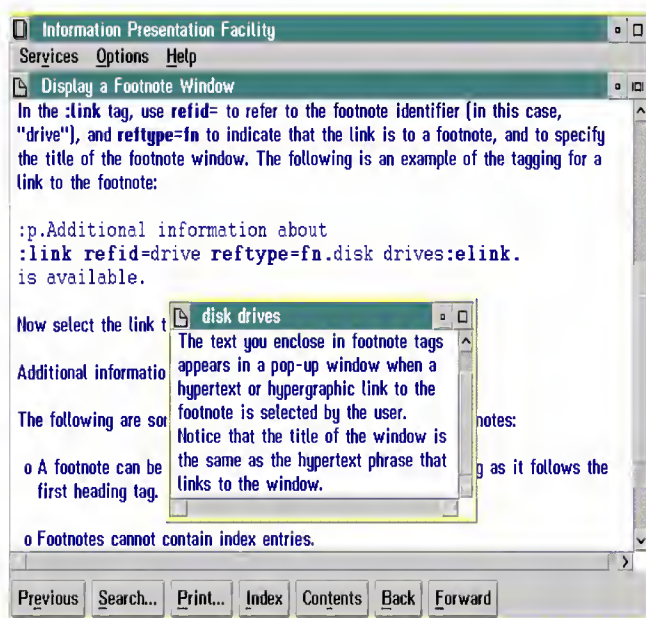 Information Presentation Facility
Services Options Help
Display a Footnote Window
In the :link tag, use refid= to refer to the footnote identifier (in this case,
"drive"), and reftype=fn to indicate that the link is to a footnote, and to specify
the title of the footnote window. The following is an example of the tagging for a
link to the footnote:
:p.Additional information about
:link refid=drive reftype=fn.disk drives:elink.
is available.
Now select the link t
Additional informatio
The following are sor notes:
o A footnote can be g as it follows the
first heading tag.
o Footnotes cannot contain index entries.
disk drives
The text you enclose in footnote tags
appears in a pop-up window when a
hypertext or hypergraphic link to the
footnote is selected by the user.
Notice that the title of the window is
the same as the hypertext phrase that
links to the window.
Previous Search... Print... Index Contents Back Forward